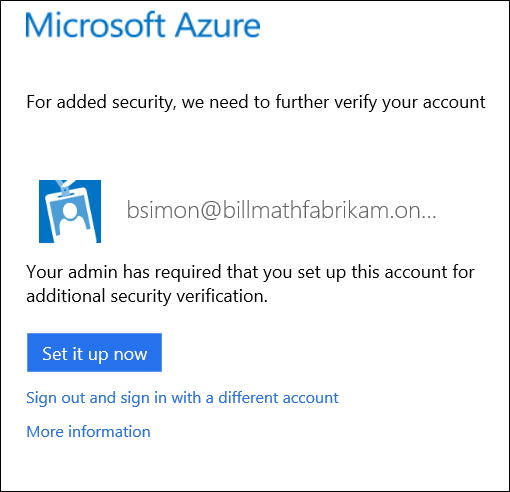 Microsoft Azure
For added security, we need to further verify your account
bsimon@billmathfabrikam.on...
Your admin has required that you set up this account for
additional security verification.
Set it up now
Sign out and sign in with a different account
More information